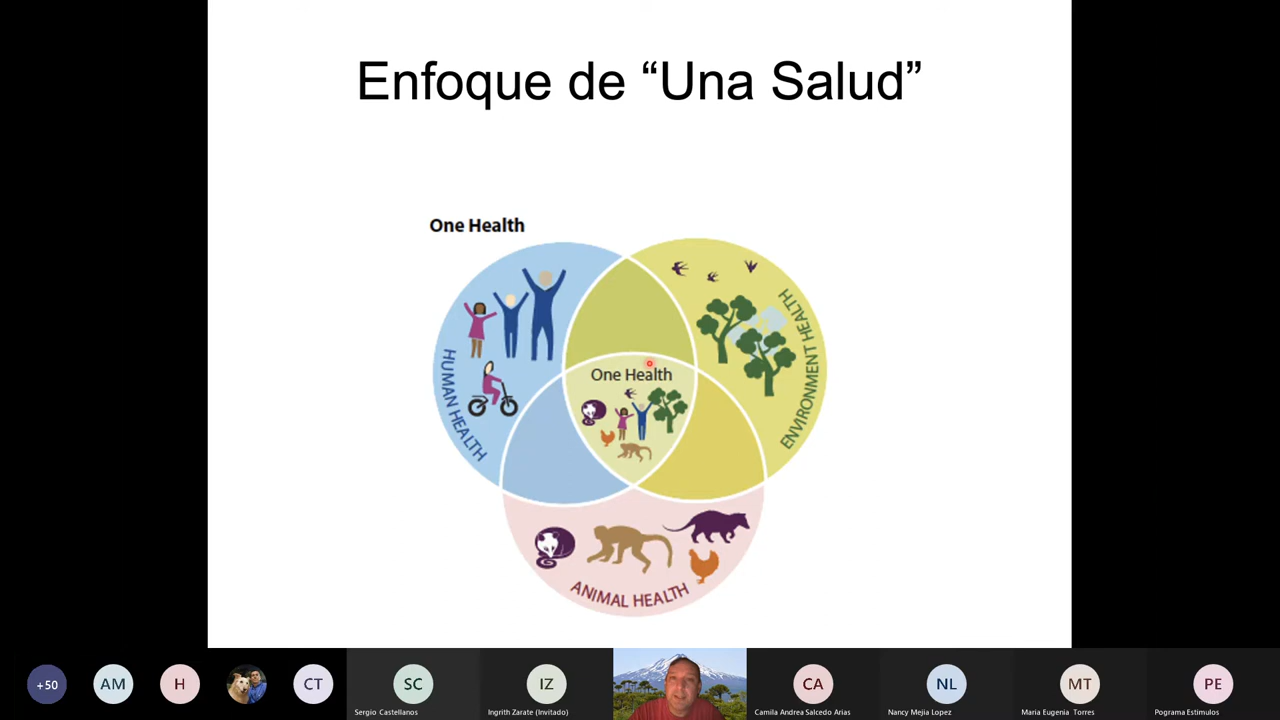 Enfoque de “Una Salud”
One Health
HUMAN HEALTH
ENVIRONMENT HEALTH
One Health
ANIMAL HEALTH
+50
AM
H
CT
SC
IZ
CA
NL
MT
PE
Sergio Castellanos
Ingrith Zarate (Invitado)
Camila Andrea Salcedo Arias
Nancy Mejia Lopez
Maria Eugenia Torres
Pograma Estimulos